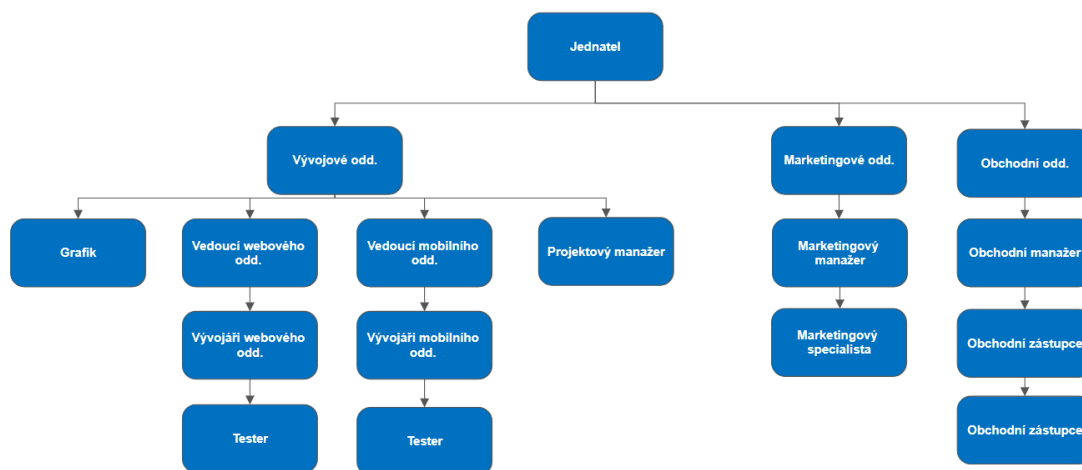 Jednatel
Vývojové odd.
Marketingové odd.
Obchodní odd.
Grafik
Vedoucí webového
odd.
Vedoucí mobilního
odd.
Projektový manažer
Marketingový
manažer
Obchodní manažer
Vývojáři webového
odd.
Vývojáři mobilního
odd.
Marketingový
specialista
Obchodní zástupce
Tester
Tester
Obchodní zástupce